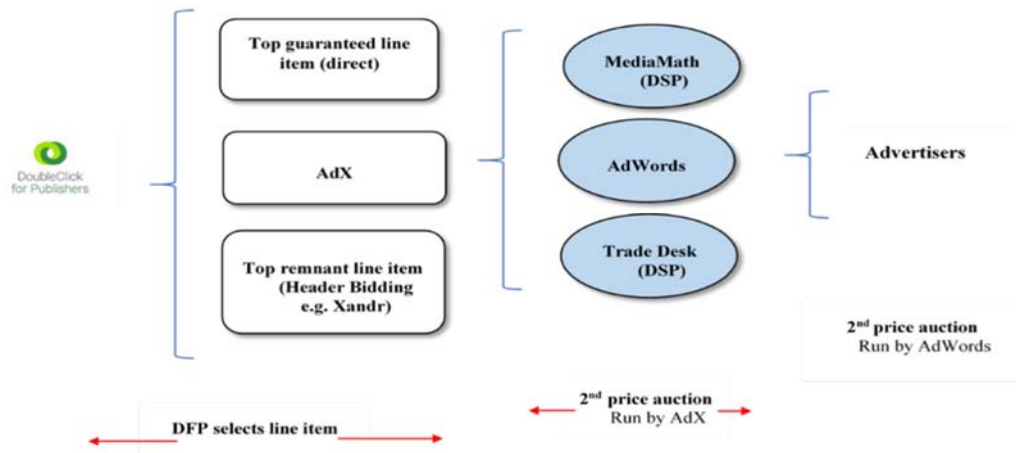 DoubleClick
for Publishers
Top guaranteed line
item (direct)
AdX
Top remnant line item
(Header Bidding
e.g. Xandr)
MediaMath
(DSP)
AdWords
Trade Desk
(DSP)
Advertisers
2nd price auction
Run by AdWords
2nd price auction
Run by AdX
DFP selects line item